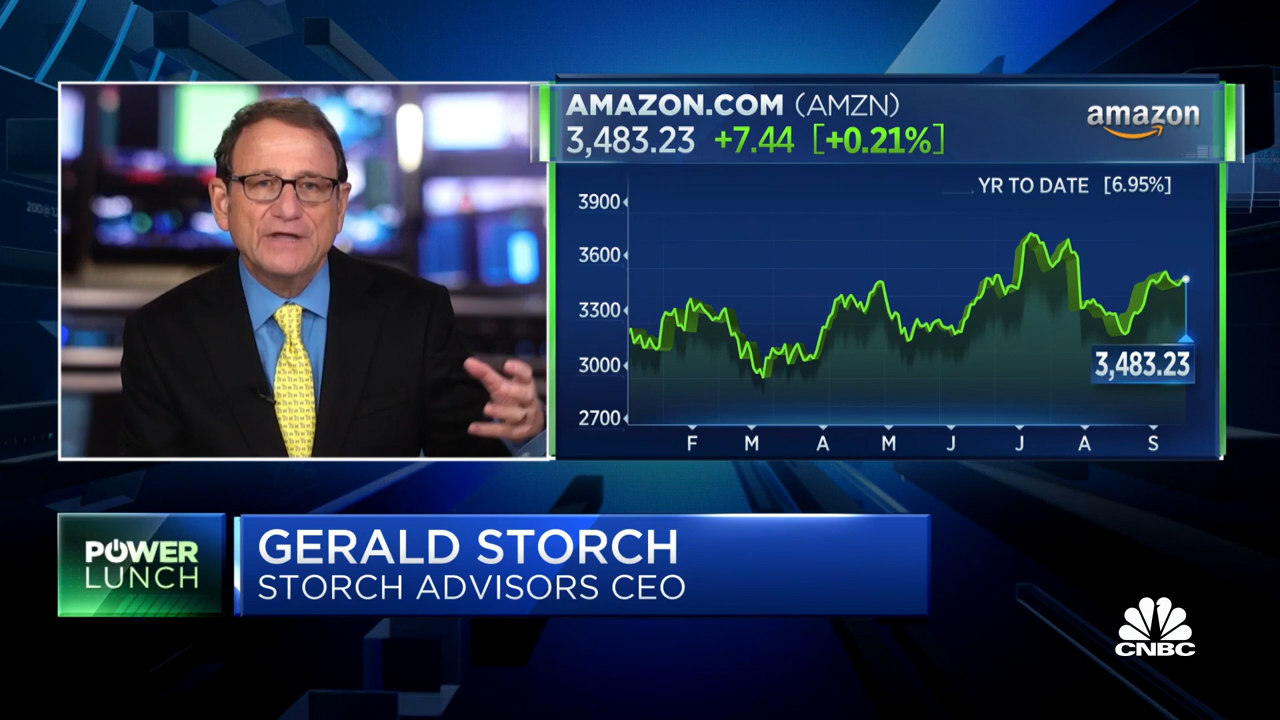 AMAZON.COM (AMZN)
3,483.23 +7.44 [+0.21%]
amazon
YR TO DATE [6.95%]
3900
3600
3300
3000
2700
3,483.23
F M A M J J A S
POWER
LUNCH
GERALD STORCH
STORCH ADVISORS CEO
CNBC